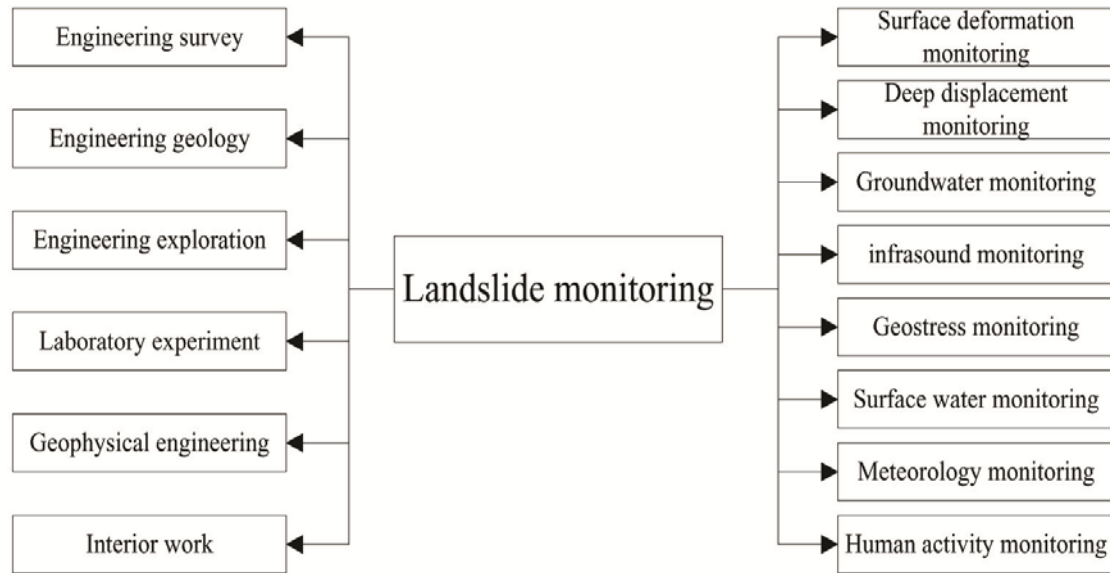 Engineering survey
Engineering geology
Engineering exploration
Laboratory experiment
Geophysical engineering
Interior work
Landslide monitoring
Surface deformation
monitoring
Deep displacement
monitoring
Groundwater monitoring
infrasound monitoring
Geostress monitoring
Surface water monitoring
Meteorology monitoring
Human activity monitoring